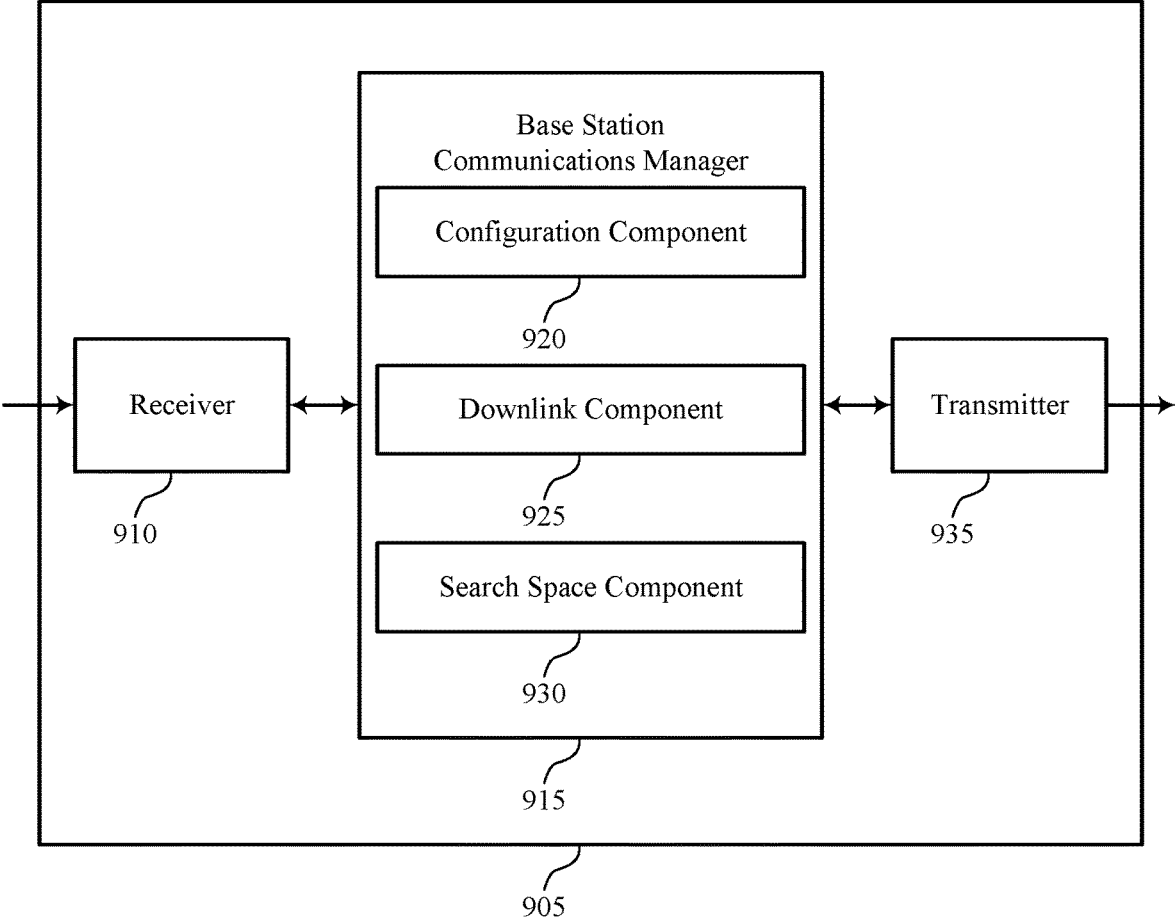 Base Station
Communications Manager
Configuration Component
920
Receiver
910
Downlink Component
925
Transmitter
935
Search Space Component
930
915
905